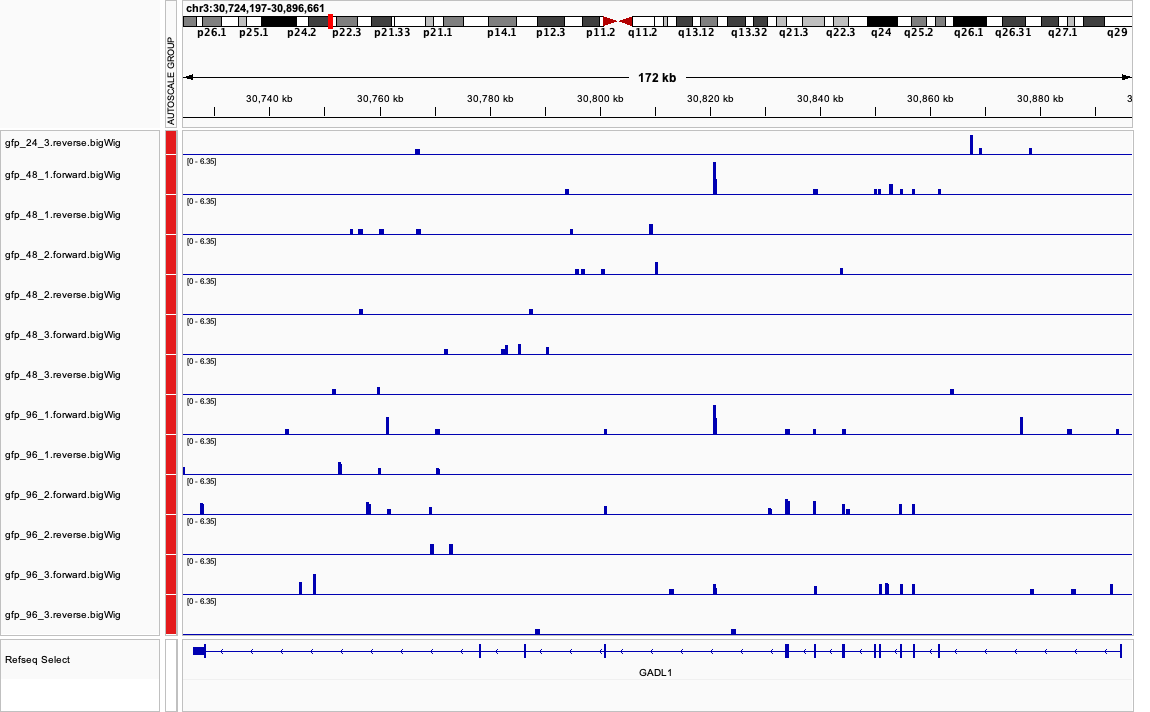 chr3:30,724,197-30,896,661
p26.1 p25.1 p24.2 p22.3 p21.33 p21.1 p14.1 p12.3 p11.2 q11.2 q13.12 q13.32 q21.3 q22.3 q24 q25.2 q26.1 q26.31 q27.1 q29
AUTOSCALE GROUP
172 kb
30,740 kb 30,760 kb 30,780 kb 30,800 kb 30,820 kb 30,840 kb 30,860 kb 30,880 kb 3
gfp_24_3.reverse.bigWig
[0 - 6.35]
gfp_48_1.forward.bigWig
[0 - 6.35]
gfp_48_1.reverse.bigWig
[0 - 6.35]
gfp_48_2.forward.bigWig
[0 - 6.35]
gfp_48_2.reverse.bigWig
[0 - 6.35]
gfp_48_3.forward.bigWig
[0 - 6.35]
gfp_48_3.reverse.bigWig
[0 - 6.35]
gfp_96_1.forward.bigWig
[0 - 6.35]
gfp_96_1.reverse.bigWig
[0 - 6.35]
gfp_96_2.forward.bigWig
[0 - 6.35]
gfp_96_2.reverse.bigWig
[0 - 6.35]
gfp_96_3.forward.bigWig
[0 - 6.35]
gfp_96_3.reverse.bigWig
Refseq Select
GADL1